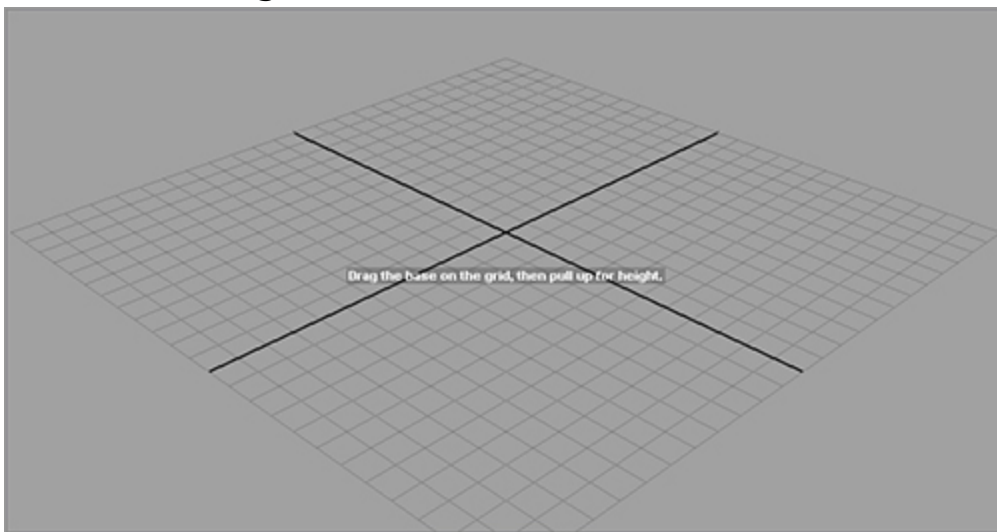 Drag the base on the grid, then pull up for height.